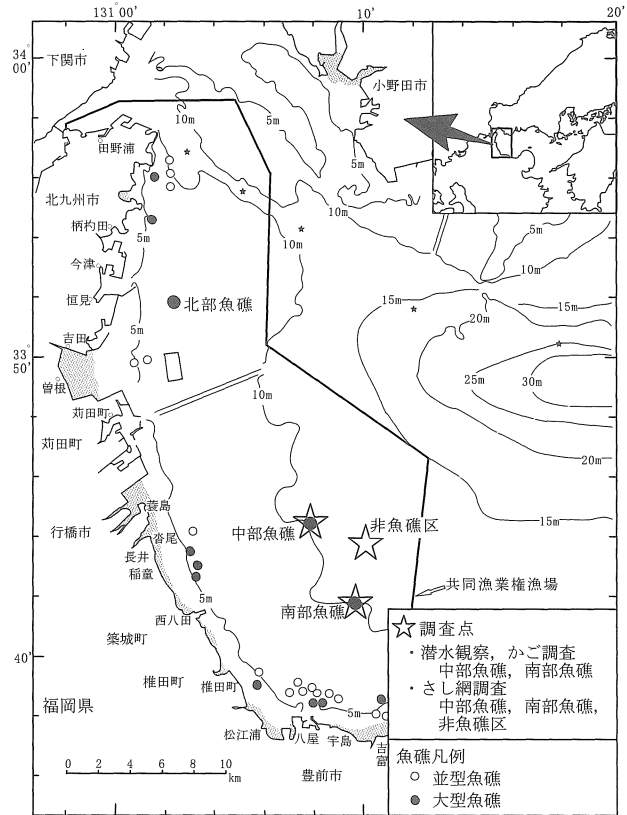 131°00'
10'
20'
34°00'
下関市
小野田市
10m
5m
田野浦
5m
北九州市
10m
柄杓田
5m
10m
5m
今津
10m
恒見
北部魚礁
15m
15m
20m
5m
吉田
33°50'
25m
30m
曽根
10m
苅田町
苅田町
20m
15m
蓑島
非魚礁区
中部魚礁
行橋市
沓尾
長井
稲童
共同漁業権漁場
5m
南部魚礁
西八田
調査点
築城町
・潜水観察，かご調査
中部魚礁，南部魚礁
40'
椎田町
椎田町
・さし網調査
中部魚礁，南部魚礁，
非魚礁区
福岡県
5m
松江浦
八屋
宇島
吉富
魚礁凡例
0 2 4 6 8 10
km
豊前市
並型魚礁
大型魚礁